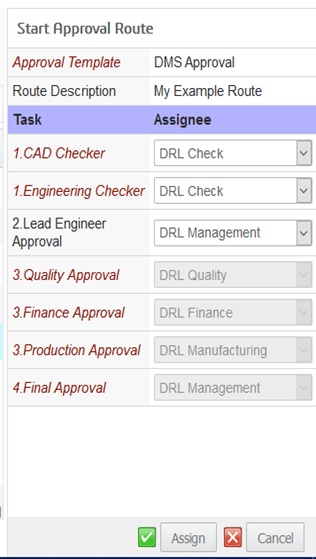 Start Approval Route
Approval Template DMS Approval
Route Description My Example Route
Task Assignee
1.CAD Checker DRL Check
1.Engineering Checker DRL Check
2.Lead Engineer
Approval DRL Management
3.Quality Approval DRL Quality
3.Finance Approval DRL Finance
3.Production Approval DRL Manufacturing
4.Final Approval DRL Management
Assign Cancel